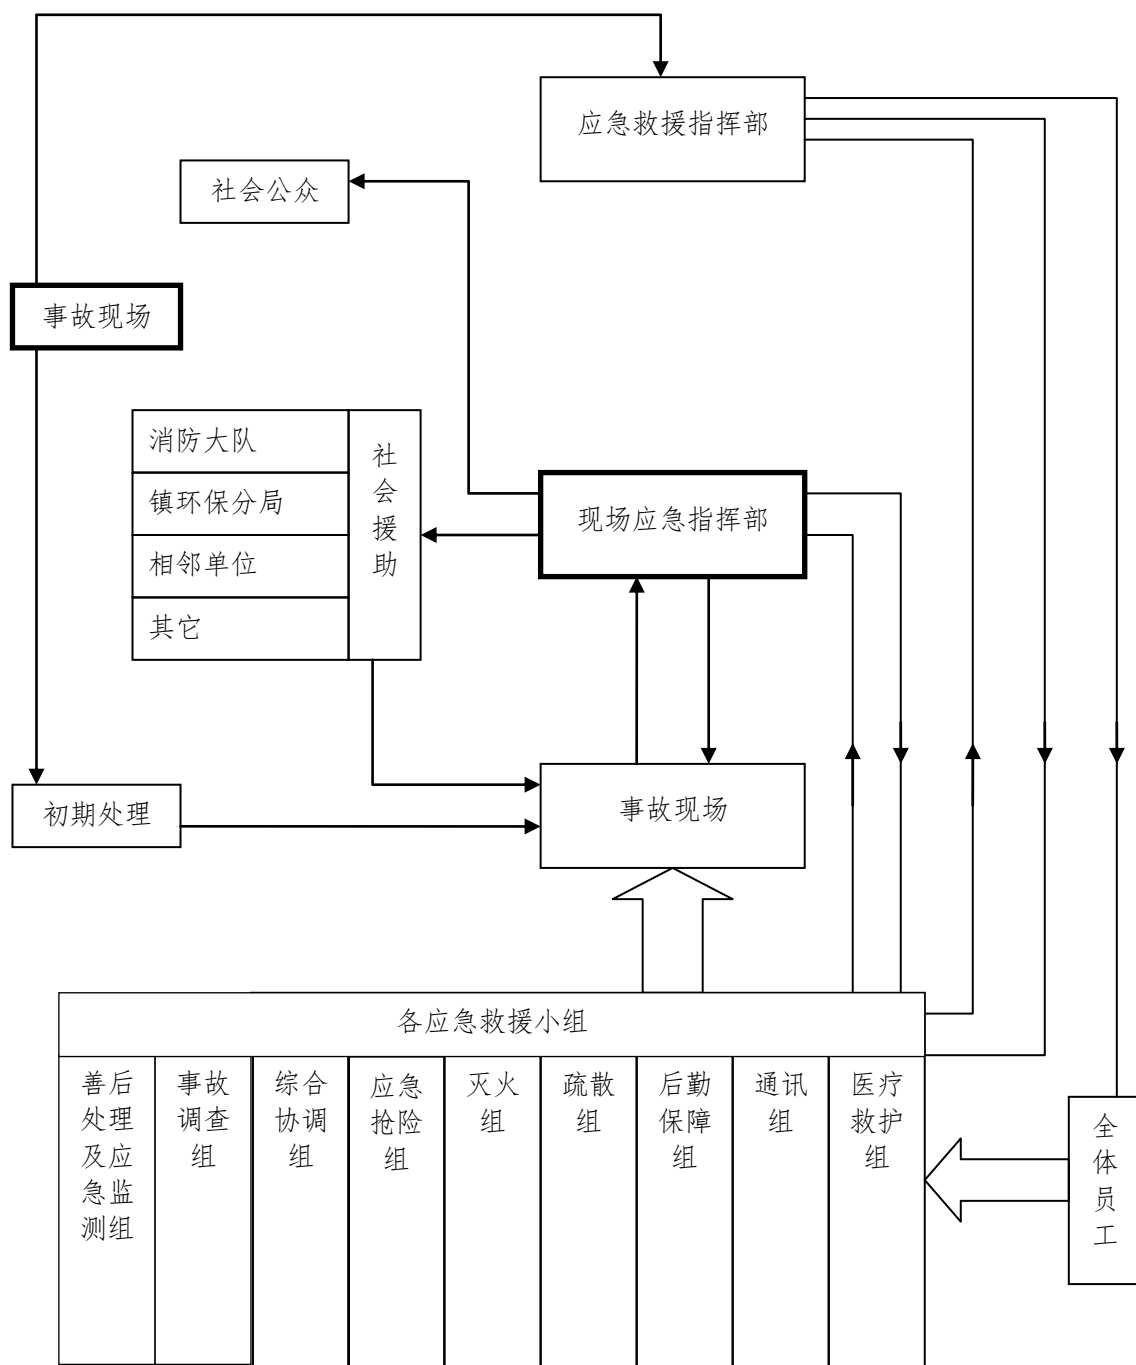 应急救援指挥部
社会公众
事故现场
消防大队
镇环保分局
相邻单位
其它
社
会
援
助
现场应急指挥部
初期处理
事故现场
各应急救援小组
善后
处理
及应
急监
测组
事故
调查
组
综合
协调
组
应急
抢险
组
灭火
组
疏散
组
后勤
保障
组
通讯
组
医疗
救护
组
全
体
员
工